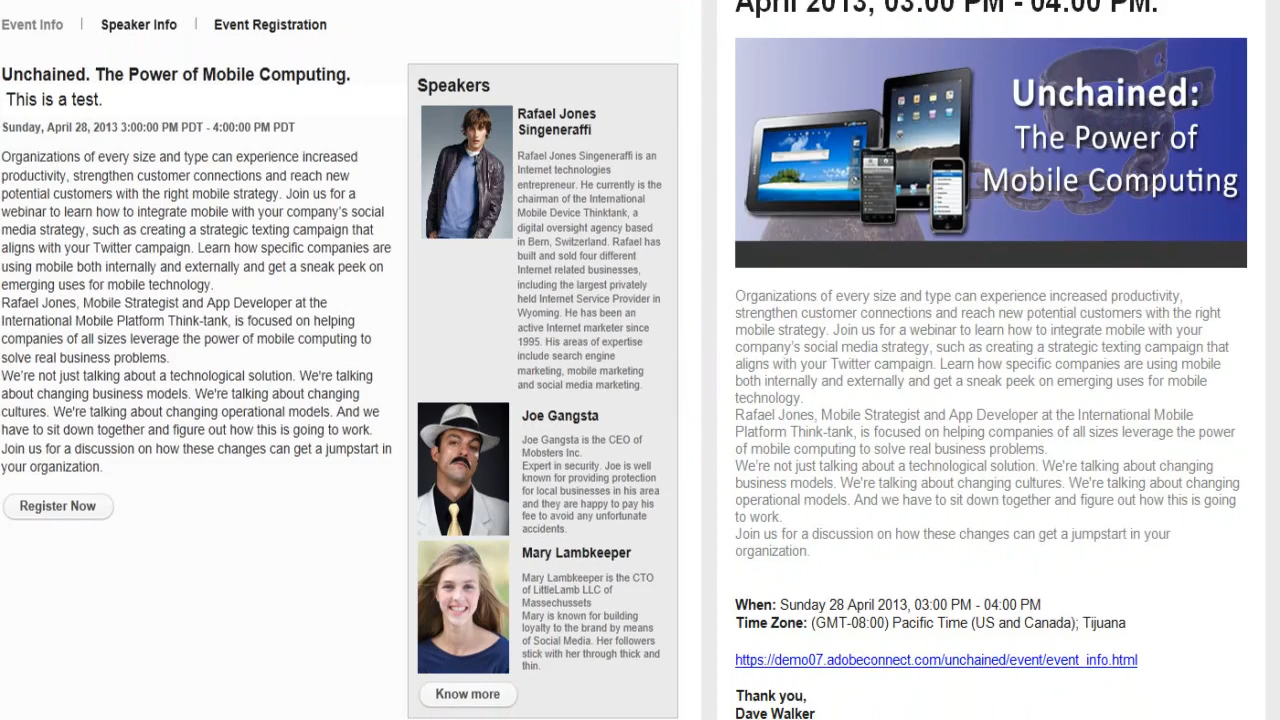 Event Info | Speaker Info | Event Registration
Unchained. The Power of Mobile Computing.
This is a test.
Sunday, April 28, 2013 3:00:00 PM PDT - 4:00:00 PM PDT
Organizations of every size and type can experience increased
productivity, strengthen customer connections and reach new
potential customers with the right mobile strategy. Join us for a
webinar to learn how to integrate mobile with your company's social
media strategy, such as creating a strategic texting campaign that
aligns with your Twitter campaign. Learn how specific companies are
using mobile both internally and externally and get a sneak peek on
emerging uses for mobile technology.
Rafael Jones, Mobile Strategist and App Developer at the
International Mobile Platform Think-tank, is focused on helping
companies of all sizes leverage the power of mobile computing to
solve real business problems.
We're not just talking about a technological solution. We're talking
about changing business models. We're talking about changing
cultures. We're talking about changing operational models. And we
have to sit down together and figure out how this is going to work.
Join us for a discussion on how these changes can get a jumpstart in
your organization.
Register Now
Speakers
Rafael Jones
Singeneraffi
Rafael Jones Singeneraffi is an
Internet technologies
entrepreneur. He currently is the
chairman of the International
Mobile Device Thinktank, a
digital oversight agency based
in Bern, Switzerland. Rafael has
built and sold four different
Internet related businesses,
including the largest privately
held Internet Service Provider in
Wyoming. He has been an
active Internet marketer since
1995. His areas of expertise
include search engine
marketing, mobile marketing
and social media marketing.
Joe Gangsta
Joe Gangsta is the CEO of
Mobsters Inc.
Expert in security. Joe is well
known for providing protection
for local businesses in his area
and they are happy to pay his
fee to avoid any unfortunate
accidents.
Mary Lambkeeper
Mary Lambkeeper is the CTO
of LittleLamb LLC of
Massechussets
Mary is known for building
loyalty to the brand by means
of Social Media. Her followers
stick with her through thick and
thin.
Know more
April 2013, 03:00 PM - 04:00 PM.
Unchained:
The Power of
Mobile Computing
Organizations of every size and type can experience increased productivity,
strengthen customer connections and reach new potential customers with the right
mobile strategy. Join us for a webinar to learn how to integrate mobile with your
company's social media strategy, such as creating a strategic texting campaign that
aligns with your Twitter campaign. Learn how specific companies are using mobile
both internally and externally and get a sneak peek on emerging uses for mobile
technology.
Rafael Jones, Mobile Strategist and App Developer at the International Mobile
Platform Think-tank, is focused on helping companies of all sizes leverage the power
of mobile computing to solve real business problems.
We're not just talking about a technological solution. We're talking about changing
business models. We're talking about changing cultures. We're talking about changing
operational models. And we have to sit down together and figure out how this is going
to work.
Join us for a discussion on how these changes can get a jumpstart in your
organization.
When: Sunday 28 April 2013, 03:00 PM - 04:00 PM
Time Zone: (GMT-08:00) Pacific Time (US and Canada); Tijuana
https://demo07.adobeconnect.com/unchained/event/event_info.html
Thank you,
Dave Walker